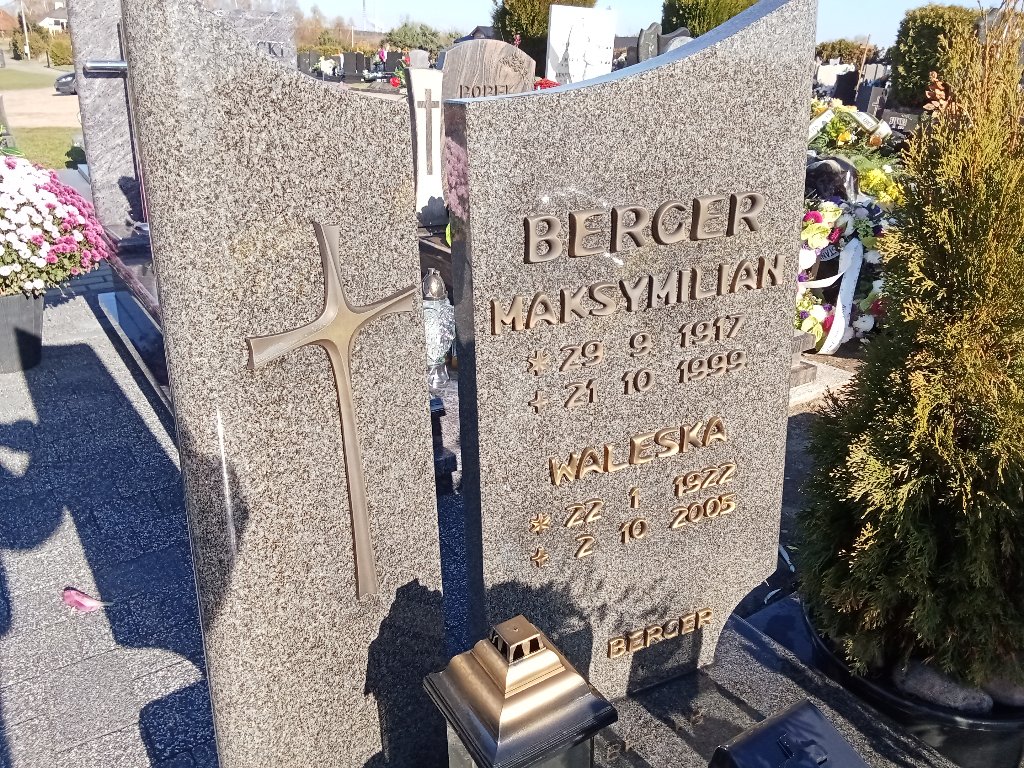 BERGER
MAKSYMILIAN
* 29 9 1917
+ 21 10 1999
WALESKA
* 22 1 1922
+ 2 10 2005
BERGER